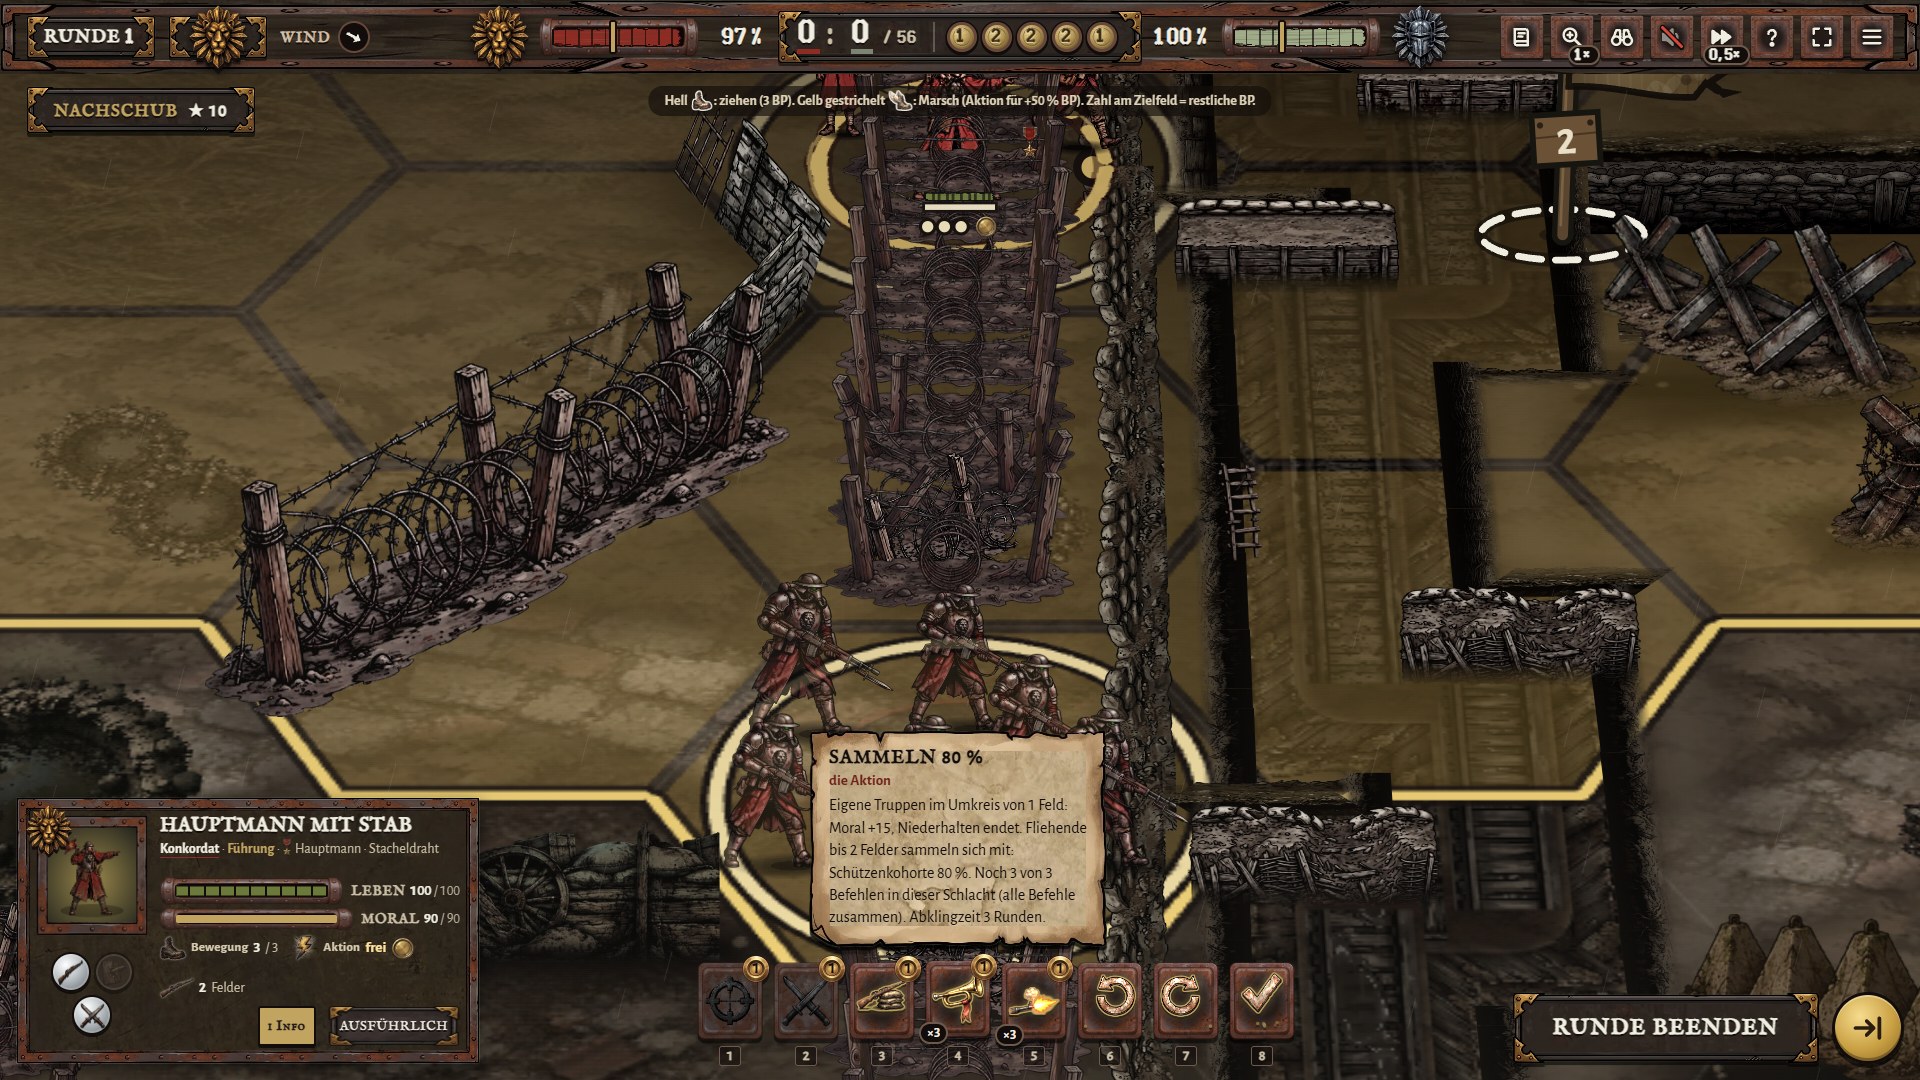 RUNDE 1
WIND
97%
0 : 0 / 56
1 2 2 2 1
100%
1×
0,5×
?
NACHSCHUB ★ 10
Hell : ziehen (3 BP). Gelb gestrichelt : Marsch (Aktion für +50 % BP). Zahl am Zielfeld = restliche BP.
2
SAMMELN 80 %
die Aktion
Eigene Truppen im Umkreis von 1 Feld:
Moral +15, Niederhalten endet. Fliehende
bis 2 Felder sammeln sich mit:
Schützenkohorte 80 %. Noch 3 von 3
Befehlen in dieser Schlacht (alle Befehle
zusammen). Abklingzeit 3 Runden.
HAUPTMANN MIT STAB
Konkordat · Führung · Hauptmann · Stacheldraht
LEBEN 100 / 100
MORAL 90 / 90
Bewegung 3 / 3 Aktion frei
2 Felder
1 INFO
AUSFÜHRLICH
1 1 1 1 1
×3 ×3
1 2 3 4 5 6 7 8
RUNDE BEENDEN